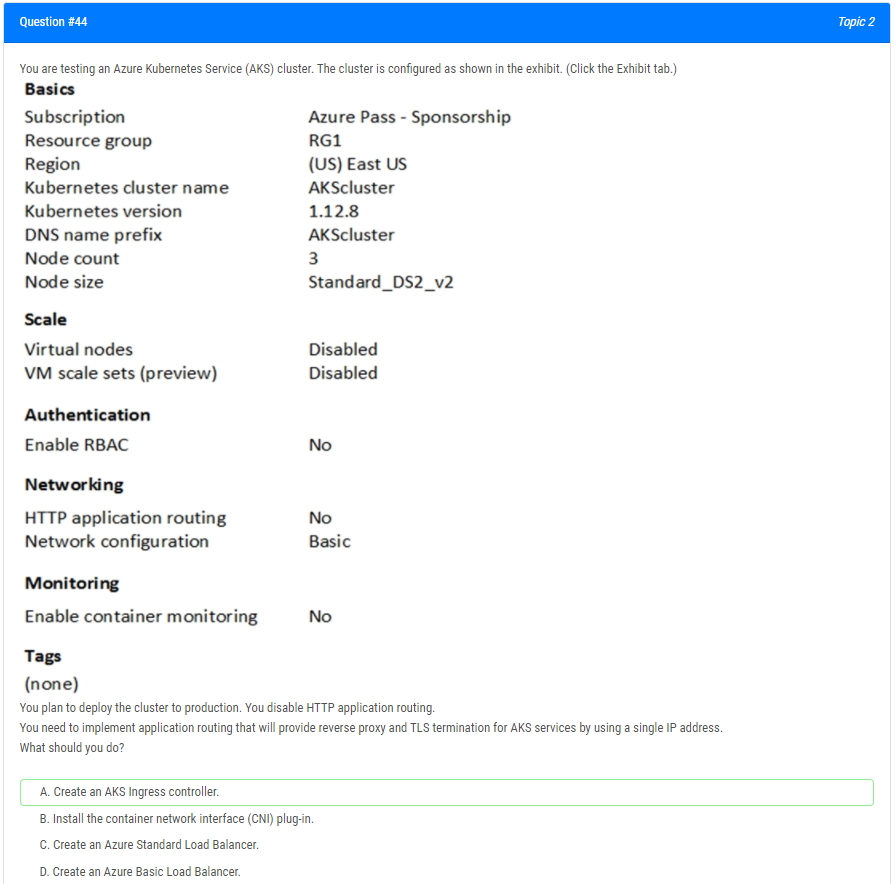 Question #44 Topic 2
You are testing an Azure Kubernetes Service (AKS) cluster. The cluster is configured as shown in the exhibit. (Click the Exhibit tab.)
Basics
Subscription Azure Pass - Sponsorship
Resource group RG1
Region (US) East US
Kubernetes cluster name AKScluster
Kubernetes version 1.12.8
DNS name prefix AKScluster
Node count 3
Node size Standard_DS2_v2
Scale
Virtual nodes Disabled
VM scale sets (preview) Disabled
Authentication
Enable RBAC No
Networking
HTTP application routing No
Network configuration Basic
Monitoring
Enable container monitoring No
Tags
(none)
You plan to deploy the cluster to production. You disable HTTP application routing.
You need to implement application routing that will provide reverse proxy and TLS termination for AKS services by using a single IP address.
What should you do?
A. Create an AKS Ingress controller.
B. Install the container network interface (CNI) plug-in.
C. Create an Azure Standard Load Balancer.
D. Create an Azure Basic Load Balancer.